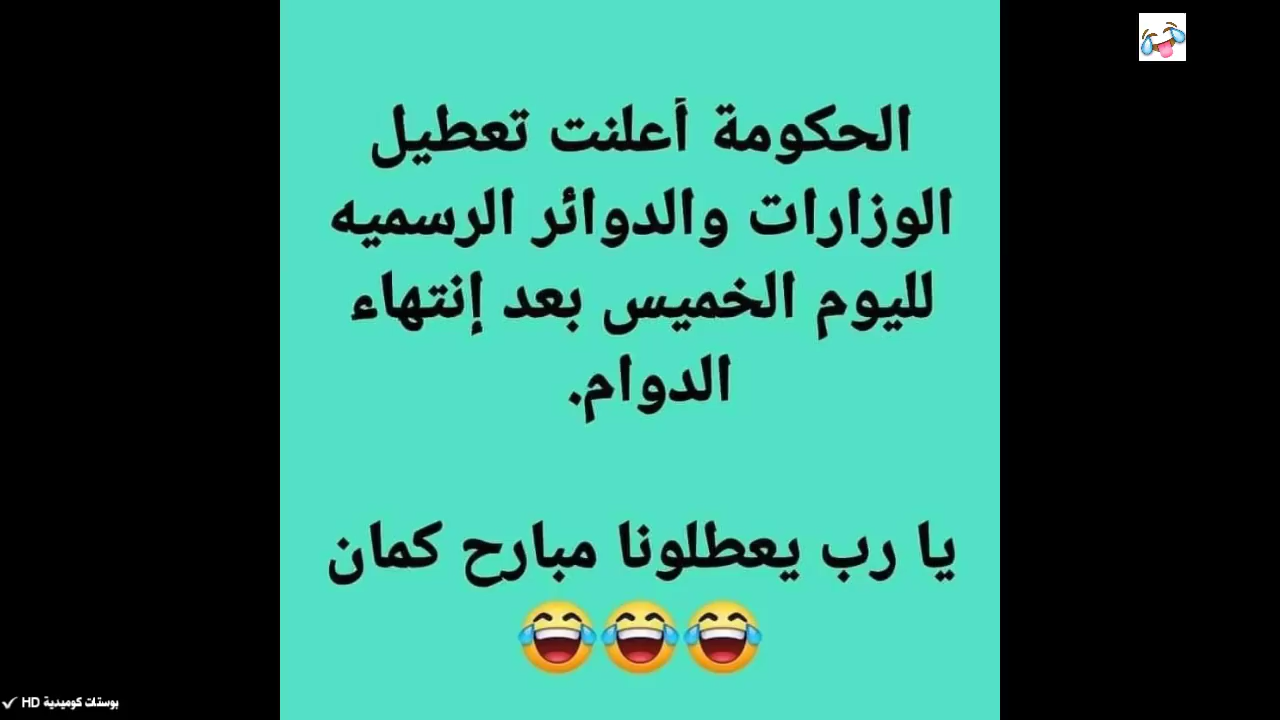 الحكومة أعلنت تعطيل
الوزارات والدوائر الرسميه
لليوم الخميس بعد إنتهاء
الدوام.
يا رب يعطلونا مبارح كمان
😂😂😂
بوستات كوميدية HD ✓